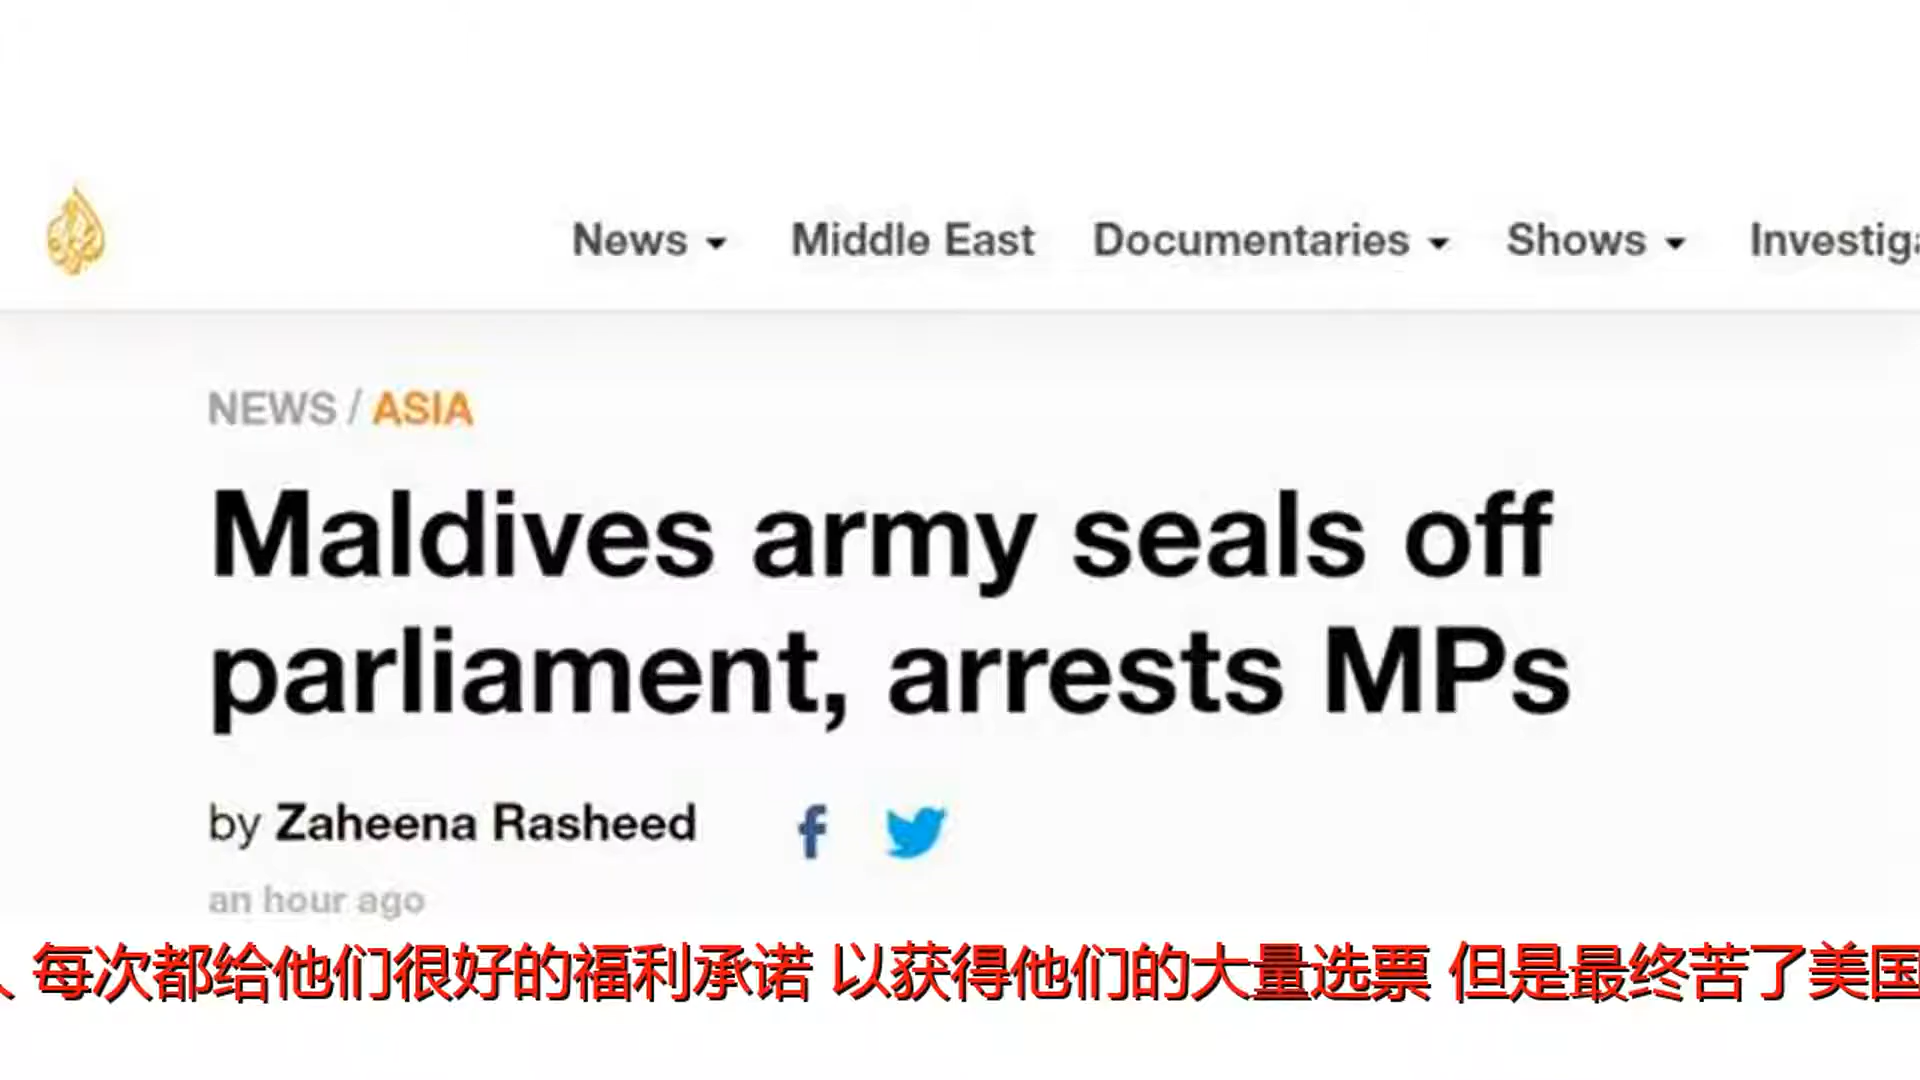 News Middle East Documentaries Shows
NEWS / ASIA
Maldives army seals off
parliament, arrests MPs
by Zaheena Rasheed
an hour ago
每次都给他们很好的福利承诺 以获得他们的大量选票 但是最终苦了美国